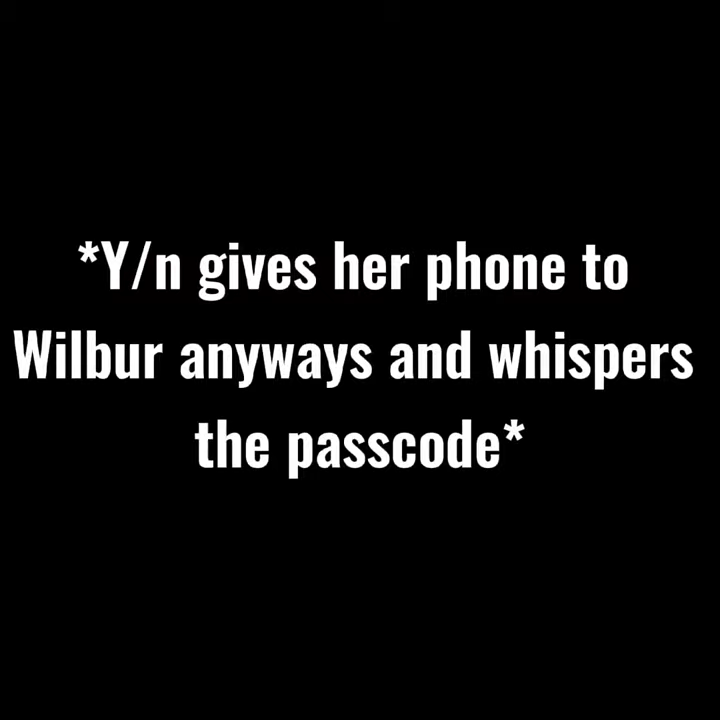 *Y/n gives her phone to
Wilbur anyways and whispers
the passcode*